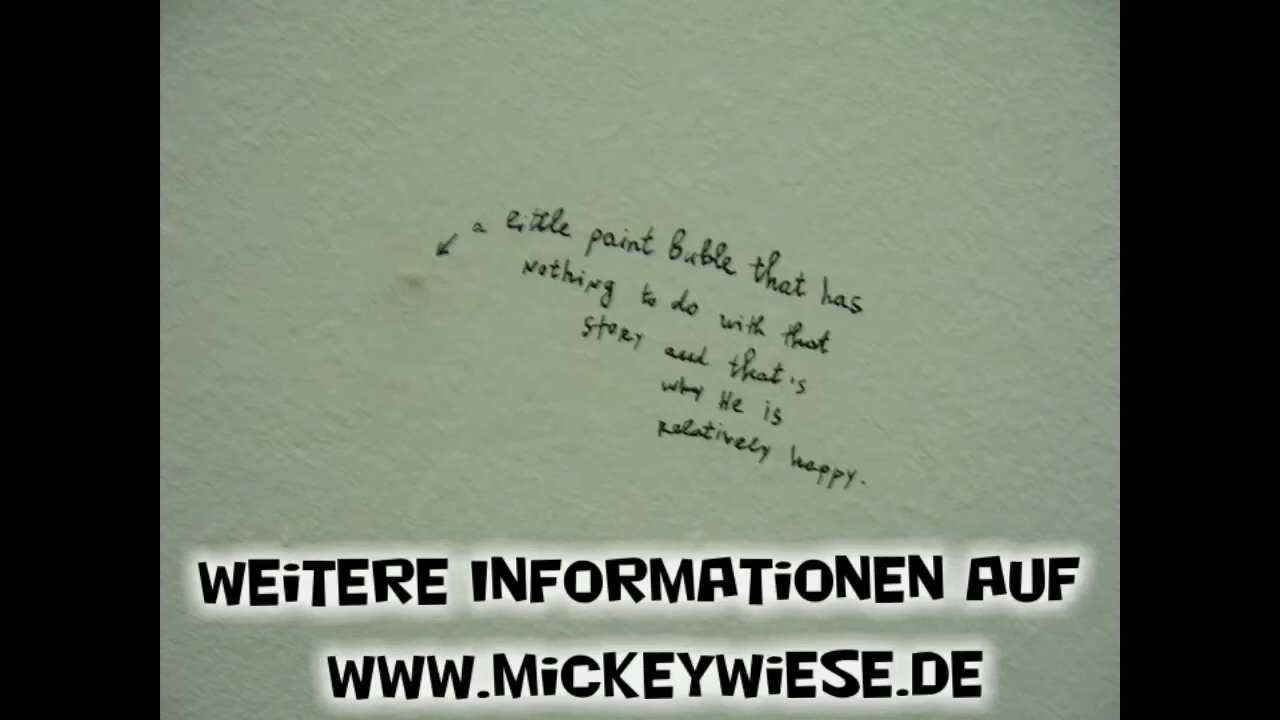 a little paint buble that has
nothing to do with that
story and that's
why He is
relatively happy.
WEITERE INFORMATIONEN AUF
WWW.MICKEYWIESE.DE